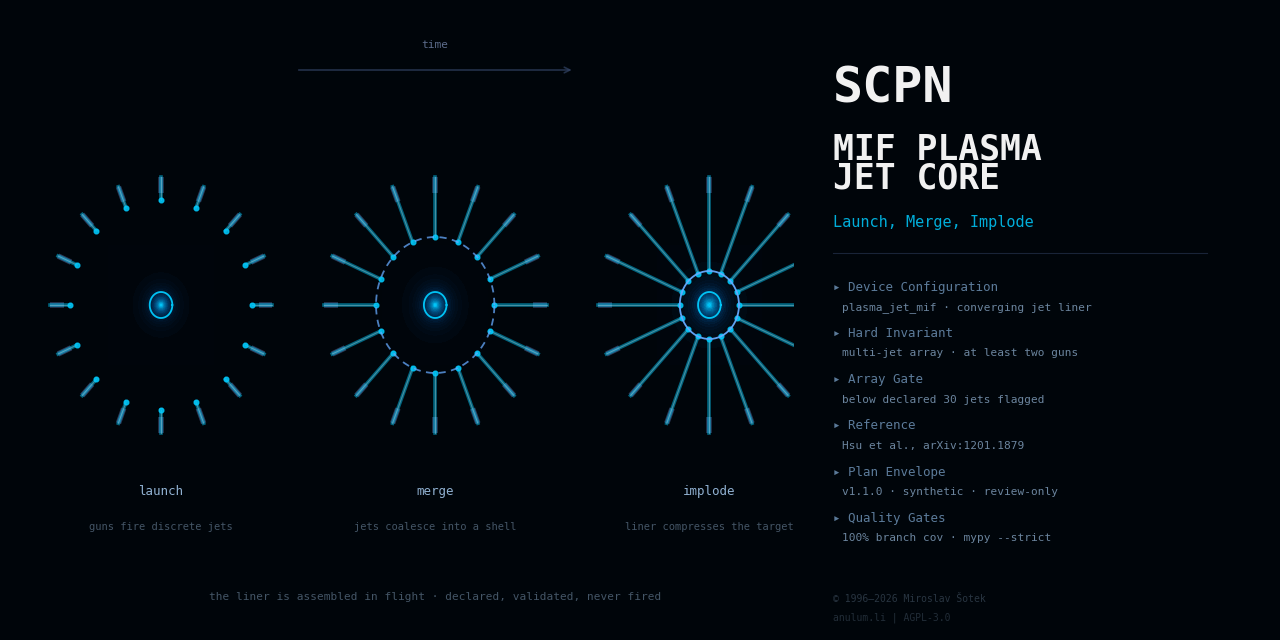 time
launch
guns fire discrete jets
merge
jets coalesce into a shell
implode
liner compresses the target
the liner is assembled in flight · declared, validated, never fired
SCPN
MIF PLASMA
JET CORE
Launch, Merge, Implode
▸ Device Configuration
plasma_jet_mif · converging jet liner
▸ Hard Invariant
multi-jet array · at least two guns
▸ Array Gate
below declared 30 jets flagged
▸ Reference
Hsu et al., arXiv:1201.1879
▸ Plan Envelope
v1.1.0 · synthetic · review-only
▸ Quality Gates
100% branch cov · mypy --strict
© 1996–2026 Miroslav Šotek
anulum.li | AGPL-3.0